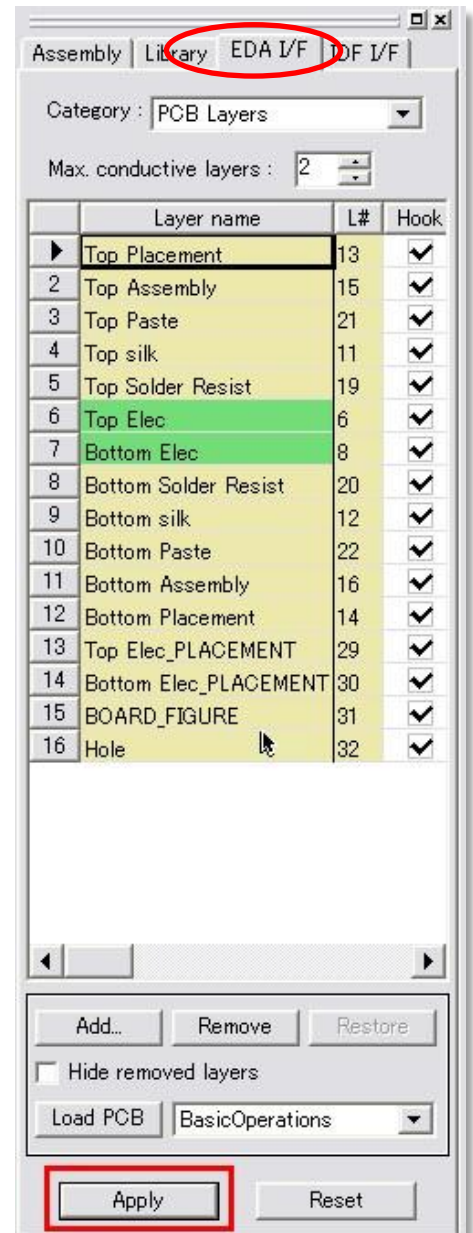 Assembly Library EDA I/F IDF I/F
Category : PCB Layers
Max. conductive layers : 2
Layer name L# Hook
Top Placement 13
2 Top Assembly 15
3 Top Paste 21
4 Top silk 11
5 Top Solder Resist 19
6 Top Elec 6
7 Bottom Elec 8
8 Bottom Solder Resist 20
9 Bottom silk 12
10 Bottom Paste 22
11 Bottom Assembly 16
12 Bottom Placement 14
13 Top Elec_PLACEMENT 29
14 Bottom Elec_PLACEMENT 30
15 BOARD_FIGURE 31
16 Hole 32
Add... Remove Restore
Hide removed layers
Load PCB BasicOperations
Apply Reset